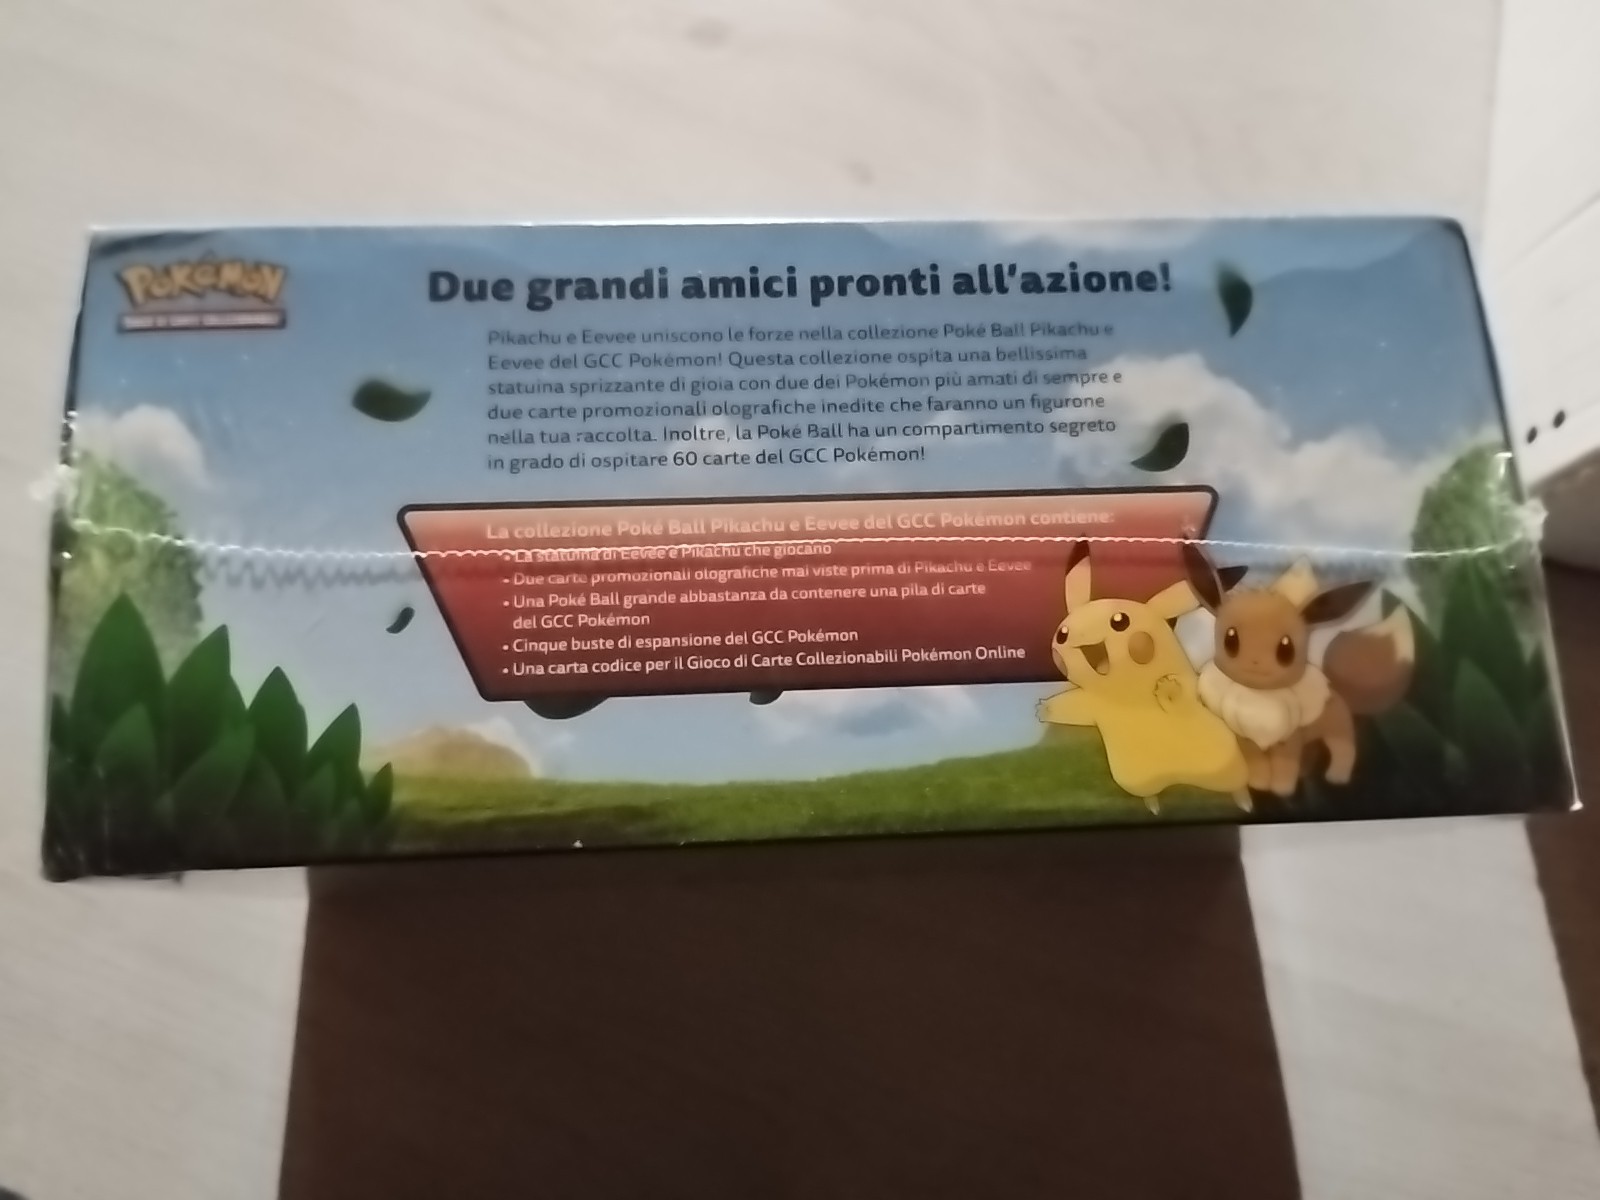 POKÉMON
Due grandi amici pronti all'azione!
Pikachu e Eevee uniscono le forze nella collezione Poké Ball Pikachu e
Eevee del GCC Pokémon! Questa collezione ospita una bellissima
statuina sprizzante di gioia con due dei Pokémon più amati di sempre e
due carte promozionali olografiche inedite che faranno un figurone
nella tua raccolta. Inoltre, la Poké Ball ha un compartimento segreto
in grado di ospitare 60 carte del GCC Pokémon!
La collezione Poké Ball Pikachu e Eevee del GCC Pokémon contiene:
• La statuina di Eevee e Pikachu che giocano
• Due carte promozionali olografiche mai viste prima di Pikachu e Eevee
• Una Poké Ball grande abbastanza da contenere una pila di carte
del GCC Pokémon
• Cinque buste di espansione del GCC Pokémon
• Una carta codice per il Gioco di Carte Collezionabili Pokémon Online